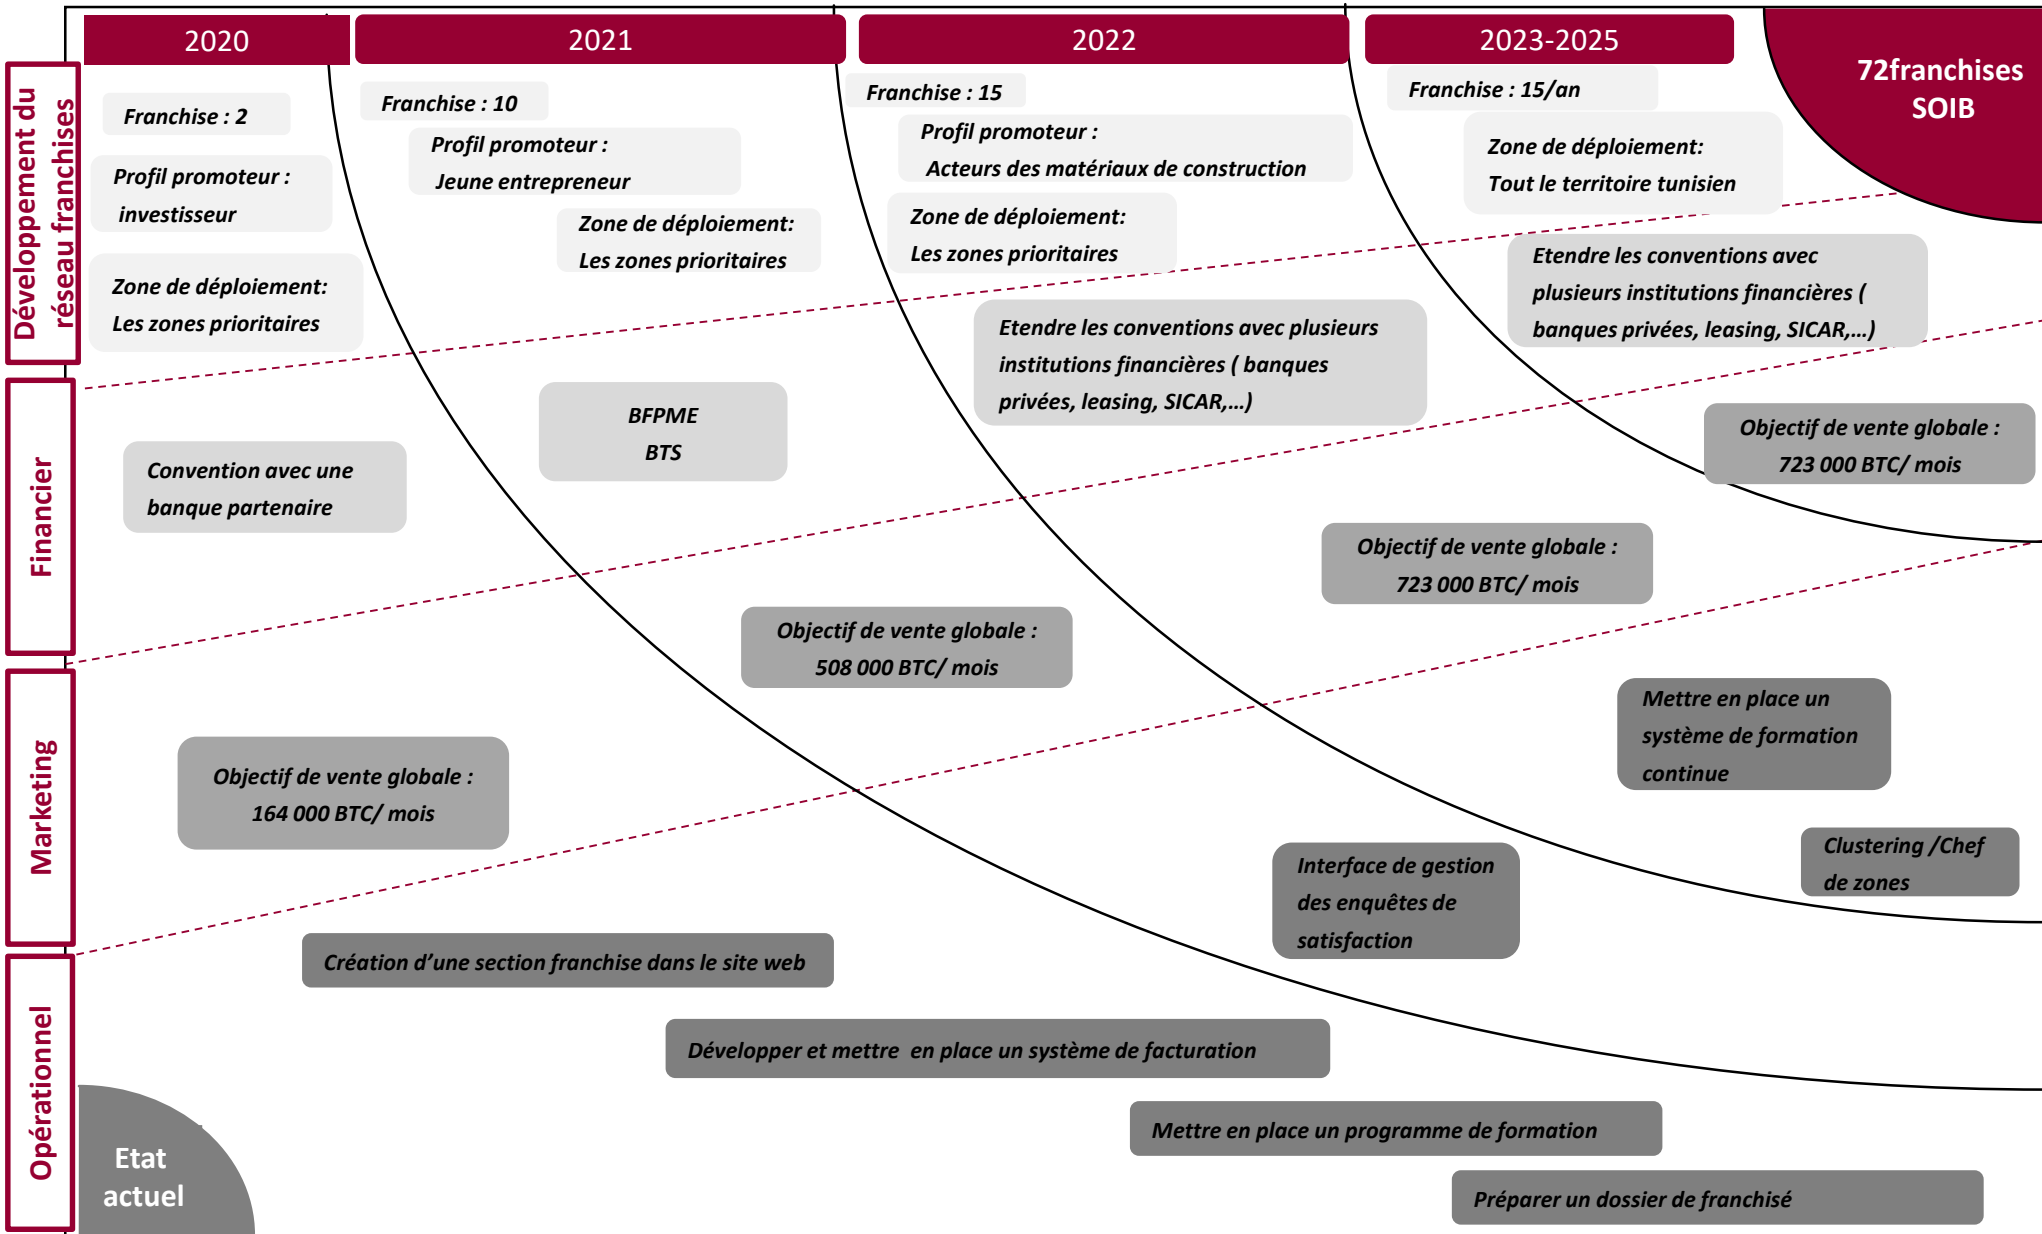 2020
2021
2022
2023-2025
72franchises
SOIB
Développement du
réseau franchises
Franchise : 2
Profil promoteur :
investisseur
Zone de déploiement:
Les zones prioritaires
Franchise : 10
Profil promoteur :
Jeune entrepreneur
Zone de déploiement:
Les zones prioritaires
Franchise : 15
Profil promoteur :
Acteurs des matériaux de construction
Zone de déploiement:
Les zones prioritaires
Franchise : 15/an
Zone de déploiement:
Tout le territoire tunisien
Financier
Convention avec une
banque partenaire
BFPME
BTS
Etendre les conventions avec plusieurs
institutions financières ( banques
privées, leasing, SICAR,...)
Etendre les conventions avec
plusieurs institutions financières (
banques privées, leasing, SICAR,...)
Marketing
Objectif de vente globale :
164 000 BTC/ mois
Objectif de vente globale :
508 000 BTC/ mois
Objectif de vente globale :
723 000 BTC/ mois
Objectif de vente globale :
723 000 BTC/ mois
Opérationnel
Création d’une section franchise dans le site web
Développer et mettre  en place un système de facturation
Mettre en place un programme de formation
Préparer un dossier de franchisé
Interface de gestion
des enquêtes de
satisfaction
Mettre en place un
système de formation
continue
Clustering /Chef
de zones
Etat
actuel